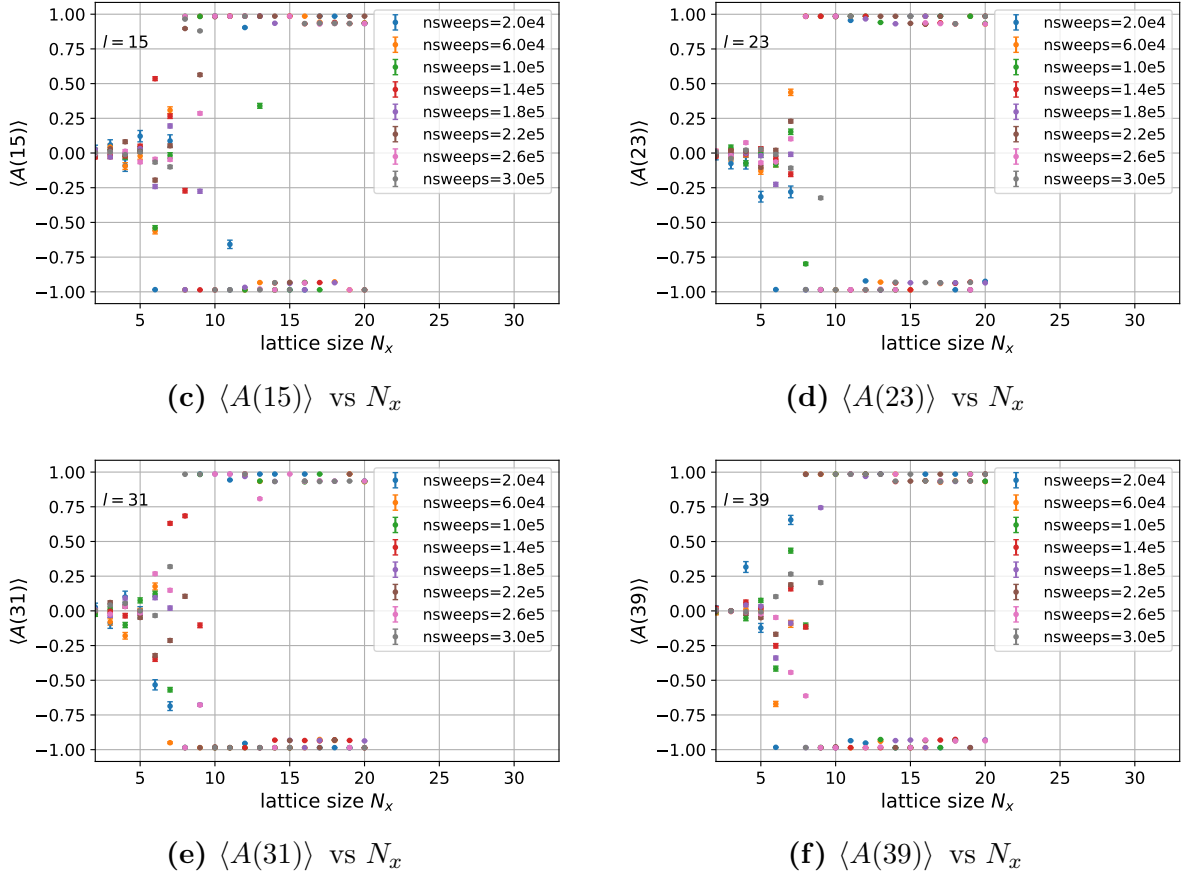 1.00
0.75
0.50
0.25
0.00
−0.25
−0.50
−0.75
−1.00
⟨A(15)⟩
l = 15
nsweeps=2.0e4
nsweeps=6.0e4
nsweeps=1.0e5
nsweeps=1.4e5
nsweeps=1.8e5
nsweeps=2.2e5
nsweeps=2.6e5
nsweeps=3.0e5
5 10 15 20 25 30
lattice size Nₓ
(c) ⟨A(15)⟩ vs Nₓ
1.00
0.75
0.50
0.25
0.00
−0.25
−0.50
−0.75
−1.00
⟨A(23)⟩
l = 23
nsweeps=2.0e4
nsweeps=6.0e4
nsweeps=1.0e5
nsweeps=1.4e5
nsweeps=1.8e5
nsweeps=2.2e5
nsweeps=2.6e5
nsweeps=3.0e5
5 10 15 20 25 30
lattice size Nₓ
(d) ⟨A(23)⟩ vs Nₓ
1.00
0.75
0.50
0.25
0.00
−0.25
−0.50
−0.75
−1.00
⟨A(31)⟩
l = 31
nsweeps=2.0e4
nsweeps=6.0e4
nsweeps=1.0e5
nsweeps=1.4e5
nsweeps=1.8e5
nsweeps=2.2e5
nsweeps=2.6e5
nsweeps=3.0e5
5 10 15 20 25 30
lattice size Nₓ
(e) ⟨A(31)⟩ vs Nₓ
1.00
0.75
0.50
0.25
0.00
−0.25
−0.50
−0.75
−1.00
⟨A(39)⟩
l = 39
nsweeps=2.0e4
nsweeps=6.0e4
nsweeps=1.0e5
nsweeps=1.4e5
nsweeps=1.8e5
nsweeps=2.2e5
nsweeps=2.6e5
nsweeps=3.0e5
5 10 15 20 25 30
lattice size Nₓ
(f) ⟨A(39)⟩ vs Nₓ